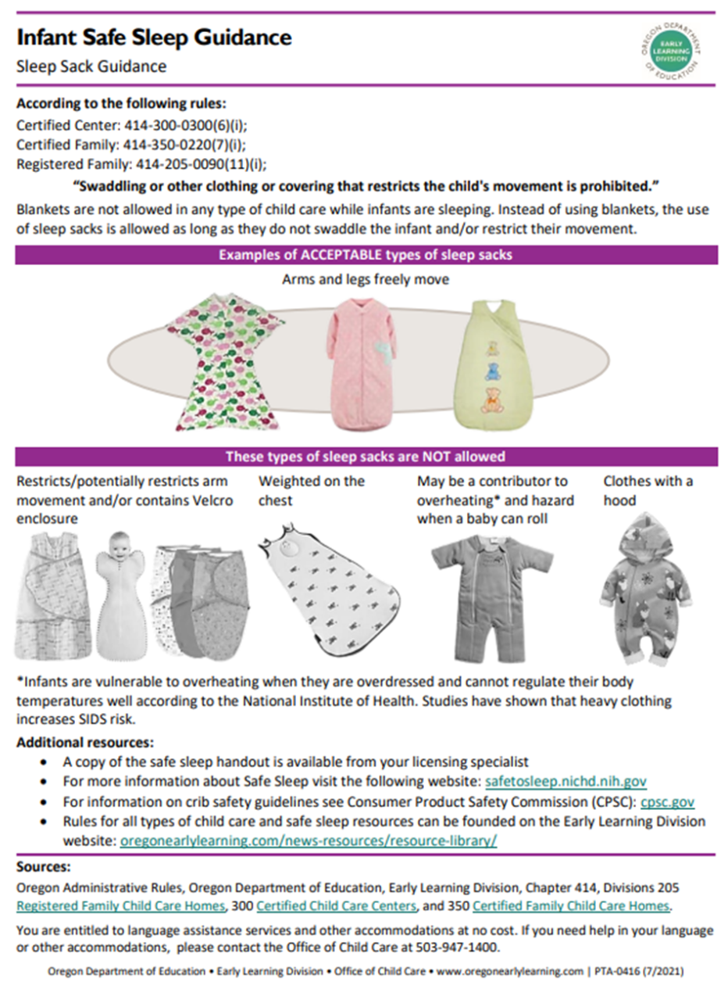 Infant Safe Sleep Guidance
Sleep Sack Guidance
OREGON DEPARTMENT OF EDUCATION
EARLY
LEARNING
DIVISION
According to the following rules:
Certified Center: 414-300-0300(6)(i);
Certified Family: 414-350-0220(7)(i);
Registered Family: 414-205-0090(11)(i);
“Swaddling or other clothing or covering that restricts the child's movement is prohibited.”
Blankets are not allowed in any type of child care while infants are sleeping. Instead of using blankets, the use
of sleep sacks is allowed as long as they do not swaddle the infant and/or restrict their movement.
Examples of ACCEPTABLE types of sleep sacks
Arms and legs freely move
These types of sleep sacks are NOT allowed
Restricts/potentially restricts arm
movement and/or contains Velcro
enclosure
Weighted on the
chest
May be a contributor to
overheating* and hazard
when a baby can roll
Clothes with a
hood
*Infants are vulnerable to overheating when they are overdressed and cannot regulate their body
temperatures well according to the National Institute of Health. Studies have shown that heavy clothing
increases SIDS risk.
Additional resources:
• A copy of the safe sleep handout is available from your licensing specialist
• For more information about Safe Sleep visit the following website: safetosleep.nichd.nih.gov
• For information on crib safety guidelines see Consumer Product Safety Commission (CPSC): cpsc.gov
• Rules for all types of child care and safe sleep resources can be founded on the Early Learning Division
website: oregonearlylearning.com/news-resources/resource-library/
Sources:
Oregon Administrative Rules, Oregon Department of Education, Early Learning Division, Chapter 414, Divisions 205
Registered Family Child Care Homes, 300 Certified Child Care Centers, and 350 Certified Family Child Care Homes.
You are entitled to language assistance services and other accommodations at no cost. If you need help in your language
or other accommodations, please contact the Office of Child Care at 503-947-1400.
Oregon Department of Education • Early Learning Division • Office of Child Care • www.oregonearlylearning.com | PTA-0416 (7/2021)